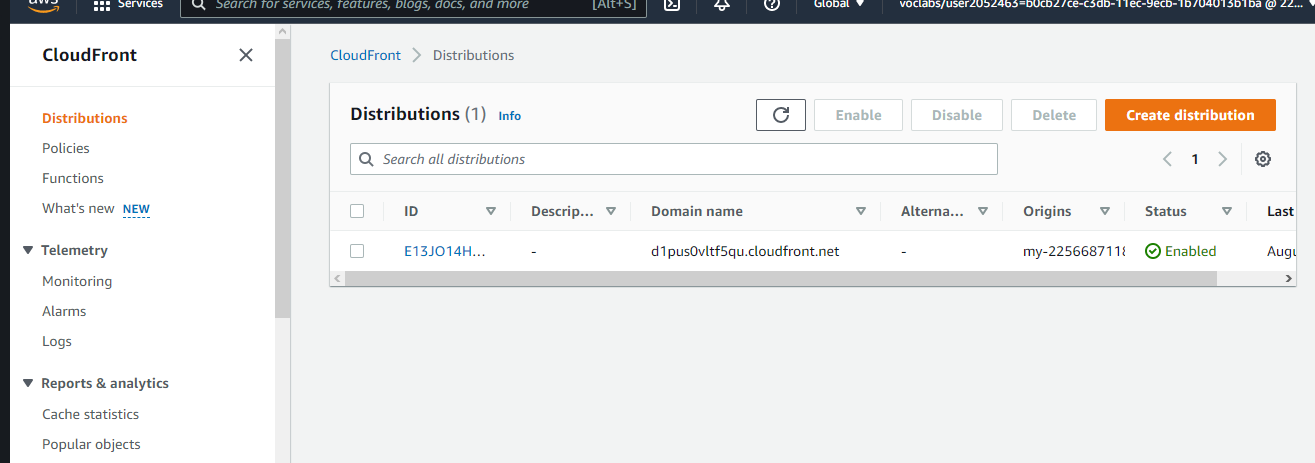 aws Services Search for services, features, blogs, docs, and more [Alt+S] Global voclabs/user2052463=b0cb27ce-c3db-11ec-9ecb-1b704013b1ba @ 22...
CloudFront
Distributions
Policies
Functions
What's new NEW
Telemetry
Monitoring
Alarms
Logs
Reports & analytics
Cache statistics
Popular objects
CloudFront Distributions
Distributions (1) Info Enable Disable Delete Create distribution
Search all distributions 1
ID Descrip... Domain name Alterna... Origins Status Last
E13JO14H... - d1pus0vltf5qu.cloudfront.net - my-2256687118 Enabled Augu